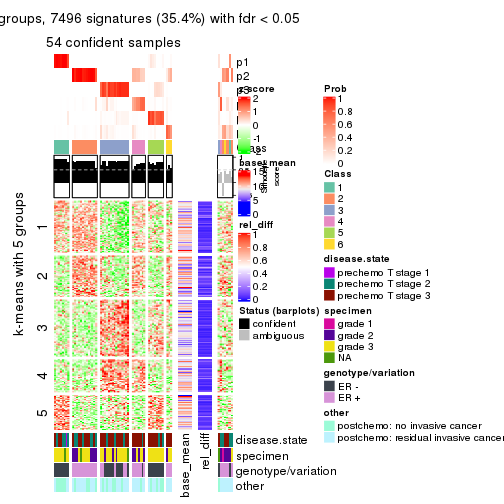 groups, 7496 signatures (35.4%) with fdr < 0.05
54 confident samples
p1
p2
z-score
2
1
0
-1
-2
base_mean
0
rel_diff
1
0.8
0.6
0.4
0.2
0
Status (barplots)
confident
ambiguous
Prob
1
0.8
0.6
0.4
0.2
0
Class
1
2
3
4
5
6
disease.state
prechemo T stage 1
prechemo T stage 2
prechemo T stage 3
specimen
grade 1
grade 2
grade 3
NA
genotype/variation
ER -
ER +
other
postchemo: no invasive cancer
postchemo: residual invasive cancer
k-means with 5 groups
1
2
3
4
5
base_mean
rel_diff
disease.state
specimen
genotype/variation
other